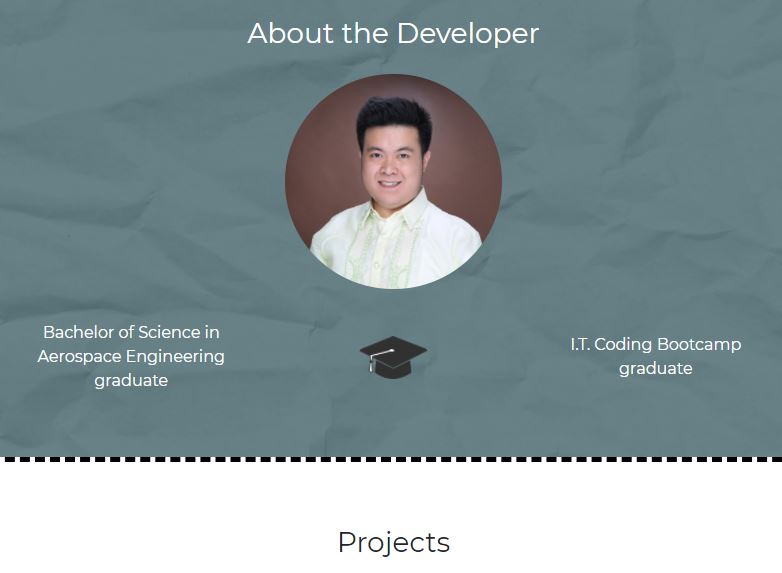 About the Developer
Bachelor of Science in
Aerospace Engineering
graduate
I.T. Coding Bootcamp
graduate
Projects